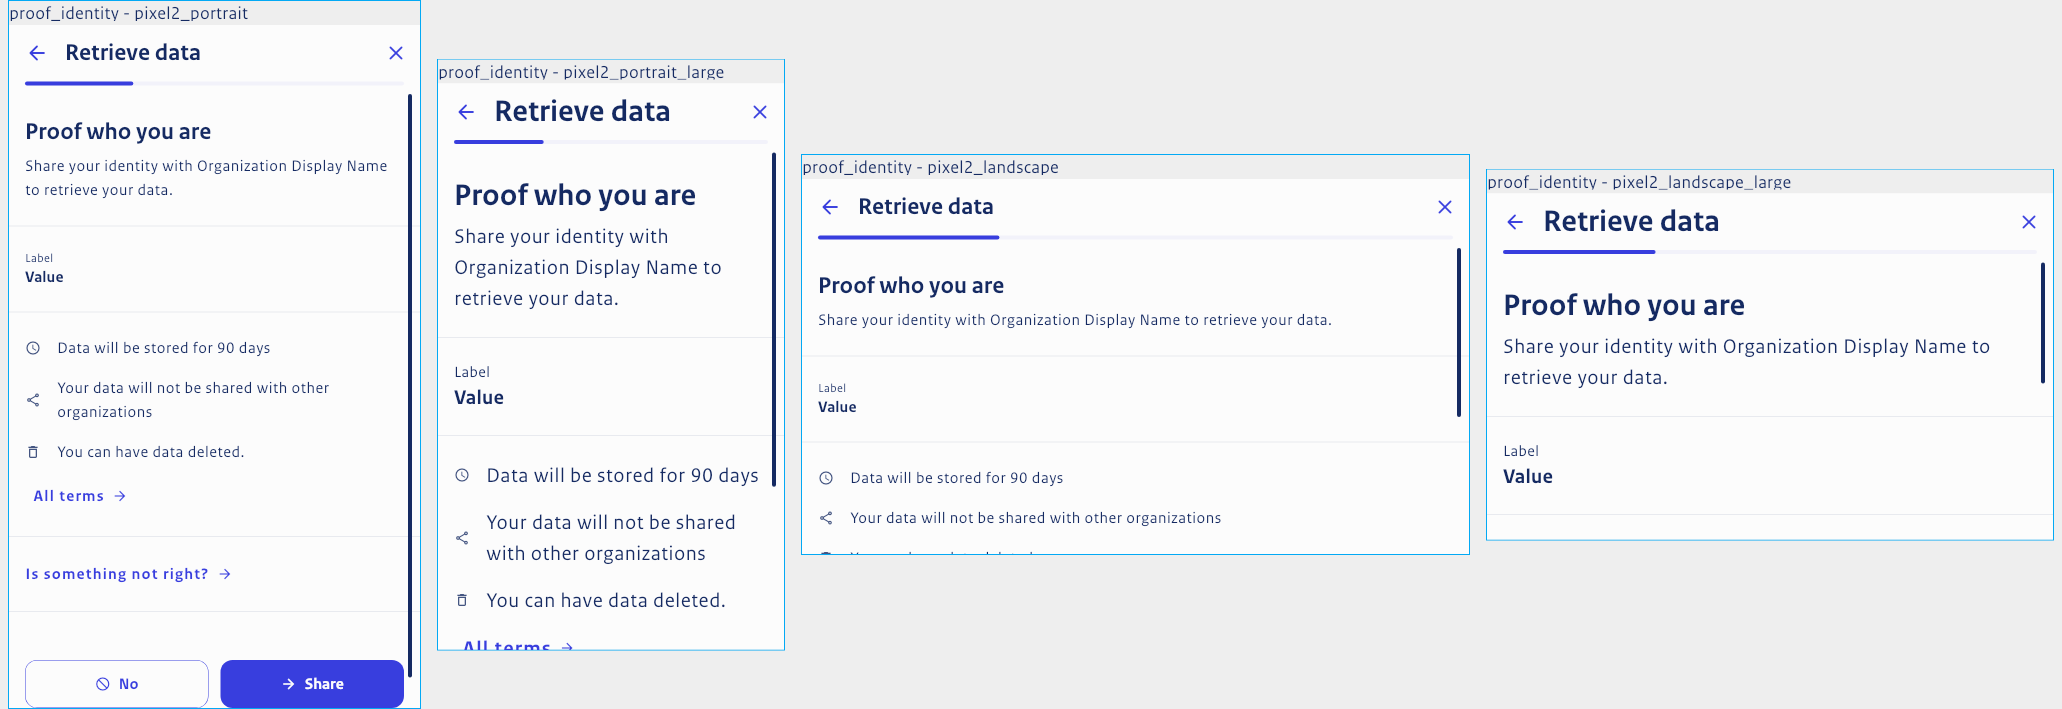 proof_identity - pixel2_portrait
Retrieve data
Proof who you are
Share your identity with Organization Display Name
to retrieve your data.
Label
Value
Data will be stored for 90 days
Your data will not be shared with other
organizations
You can have data deleted.
All terms
Is something not right?
No
Share
proof_identity - pixel2_portrait_large
Retrieve data
Proof who you are
Share your identity with
Organization Display Name to
retrieve your data.
Label
Value
Data will be stored for 90 days
Your data will not be shared
with other organizations
You can have data deleted.
All terms
proof_identity - pixel2_landscape
Retrieve data
Proof who you are
Share your identity with Organization Display Name to retrieve your data.
Label
Value
Data will be stored for 90 days
Your data will not be shared with other organizations
proof_identity - pixel2_landscape_large
Retrieve data
Proof who you are
Share your identity with Organization Display Name to
retrieve your data.
Label
Value